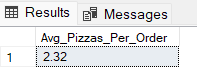 Results Messages
Avg_Pizzas_Per_Order
1 2.32